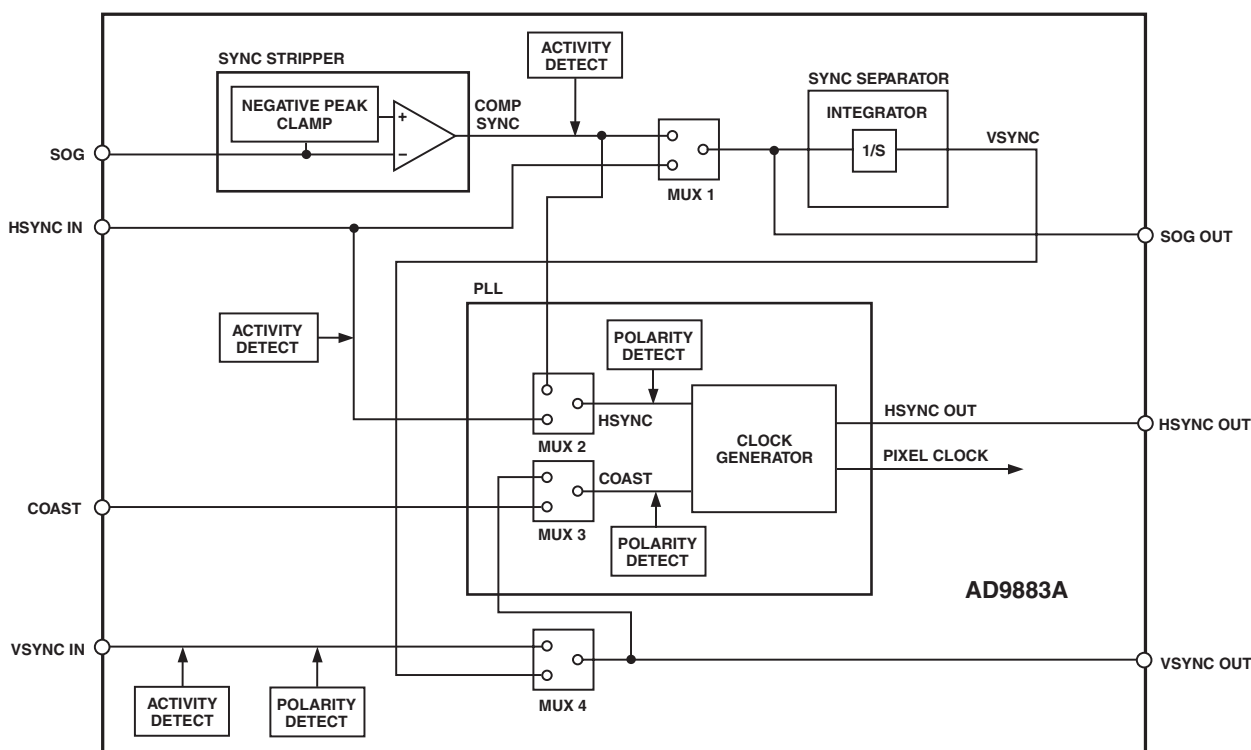 SYNC STRIPPER
NEGATIVE PEAK
CLAMP
+
−
COMP
SYNC
ACTIVITY
DETECT
SYNC SEPARATOR
INTEGRATOR
1/S
VSYNC
SOG
MUX 1
HSYNC IN
SOG OUT
PLL
ACTIVITY
DETECT
POLARITY
DETECT
HSYNC
MUX 2
CLOCK
GENERATOR
HSYNC OUT
HSYNC OUT
PIXEL CLOCK
COAST
COAST
MUX 3
POLARITY
DETECT
AD9883A
VSYNC IN
ACTIVITY
DETECT
POLARITY
DETECT
MUX 4
VSYNC OUT